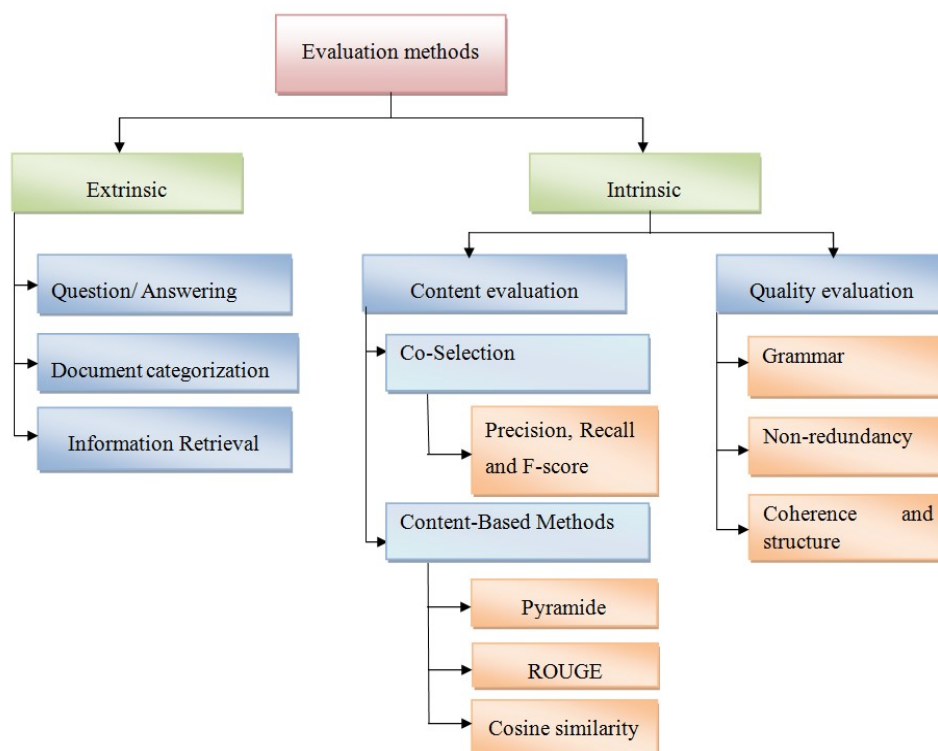 Evaluation methods
Extrinsic
Intrinsic
Question/ Answering
Document categorization
Information Retrieval
Content evaluation
Quality evaluation
Co-Selection
Precision, Recall
and F-score
Content-Based Methods
Pyramide
ROUGE
Cosine similarity
Grammar
Non-redundancy
Coherence and
structure